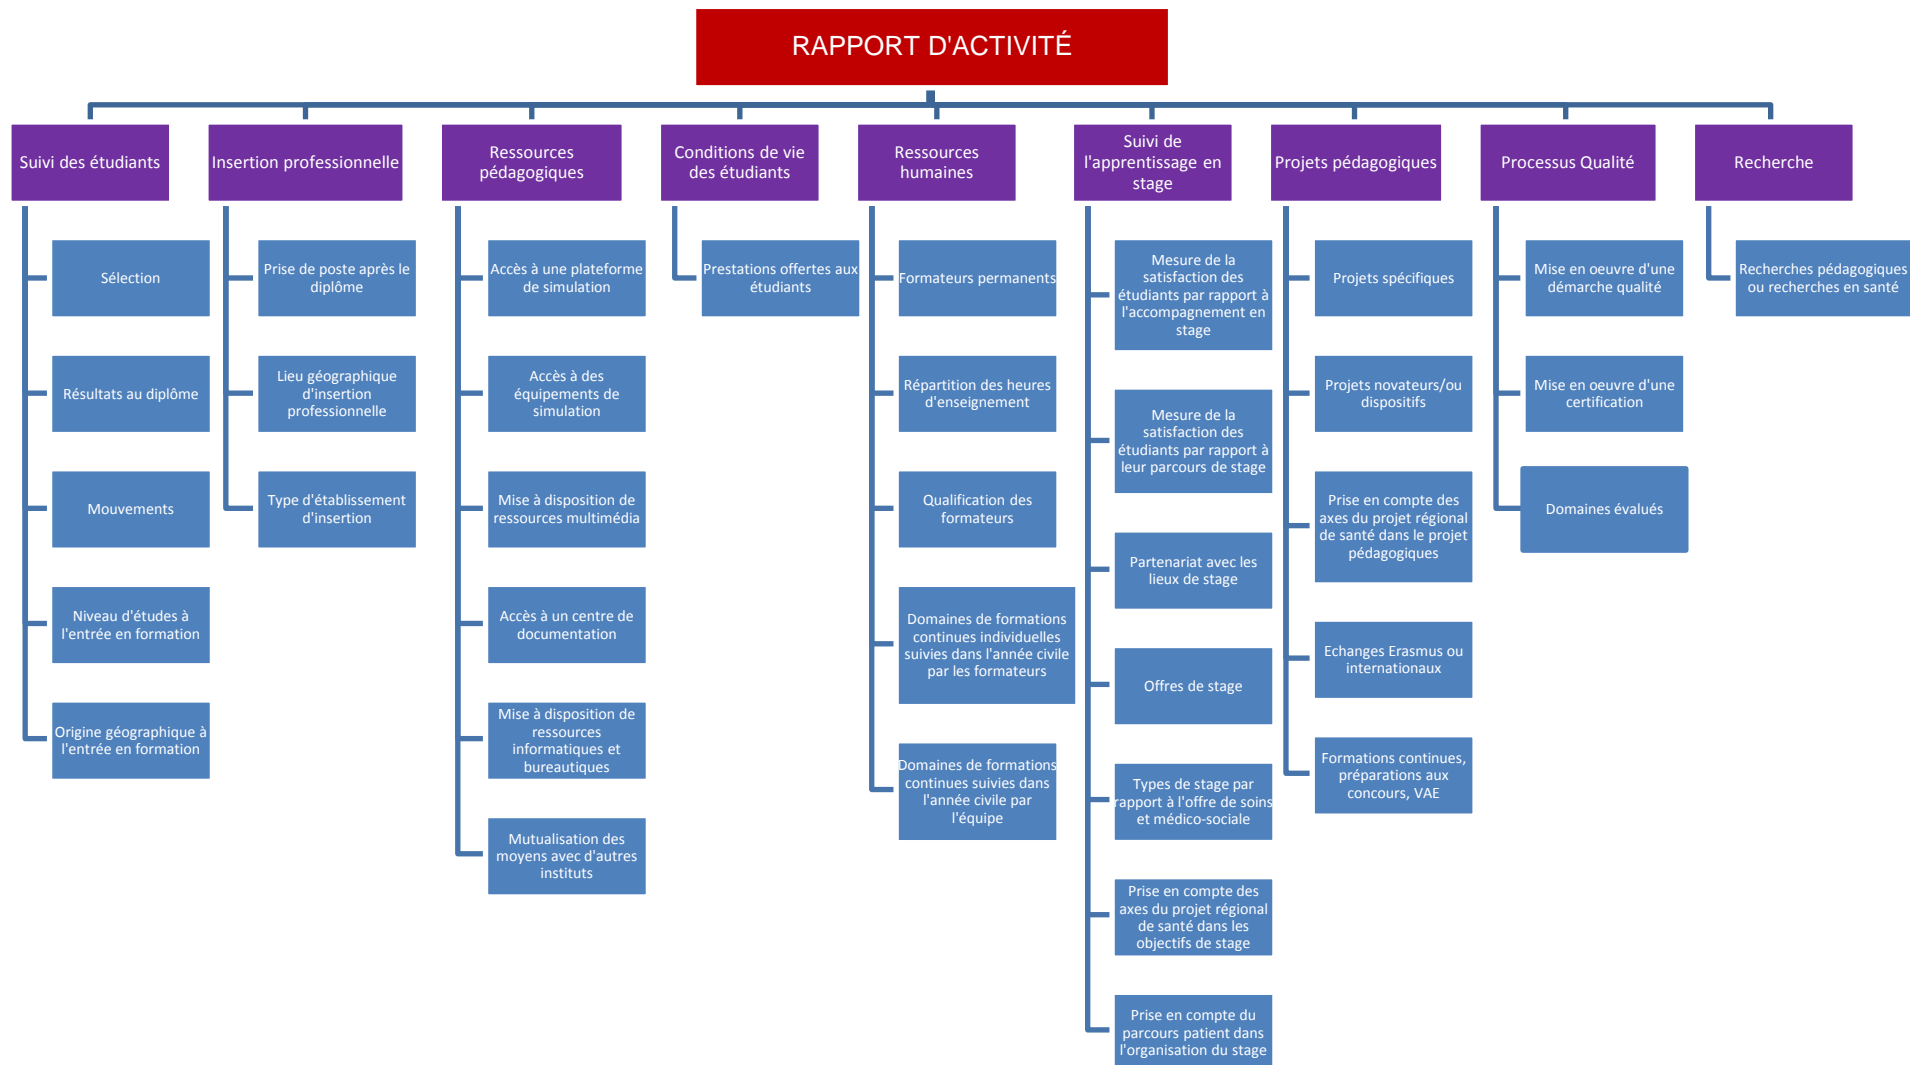 RAPPORT D'ACTIVITÉ
Suivi des étudiants
Sélection
Résultats au diplôme
Mouvements
Niveau d'études à
l'entrée en formation
Origine géographique à
l'entrée en formation
Insertion professionnelle
Prise de poste après le
diplôme
Lieu géographique
d'insertion
professionnelle
Type d'établissement
d'insertion
Ressources
pédagogiques
Accès à une plateforme
de simulation
Accès à des
équipements de
simulation
Mise à disposition de
ressources multimédia
Accès à un centre de
documentation
Mise à disposition de
ressources
informatiques et
bureautiques
Mutualisation des
moyens avec d'autres
instituts
Conditions de vie
des étudiants
Prestations offertes aux
étudiants
Ressources
humaines
Formateurs permanents
Répartition des heures
d'enseignement
Qualification des
formateurs
Domaines de formations
continues individuelles
suivies dans l'année civile
par les formateurs
Domaines de formations
continues suivies dans
l'année civile par
l'équipe
Suivi de
l'apprentissage en
stage
Mesure de la
satisfaction des
étudiants par rapport à
l'accompagnement en
stage
Mesure de la
satisfaction des
étudiants par rapport à
leur parcours de stage
Partenariat avec les
lieux de stage
Offres de stage
Types de stage par
rapport à l'offre de soins
et médico-sociale
Prise en compte des
axes du projet régional
de santé dans les
objectifs de stage
Prise en compte du
parcours patient dans
l'organisation du stage
Projets pédagogiques
Projets spécifiques
Projets novateurs/ou
dispositifs
Prise en compte des
axes du projet régional
de santé dans le projet
pédagogiques
Echanges Erasmus ou
internationaux
Formations continues,
préparations aux
concours, VAE
Processus Qualité
Mise en oeuvre d'une
démarche qualité
Mise en oeuvre d'une
certification
Domaines évalués
Recherche
Recherches pédagogiques
ou recherches en santé